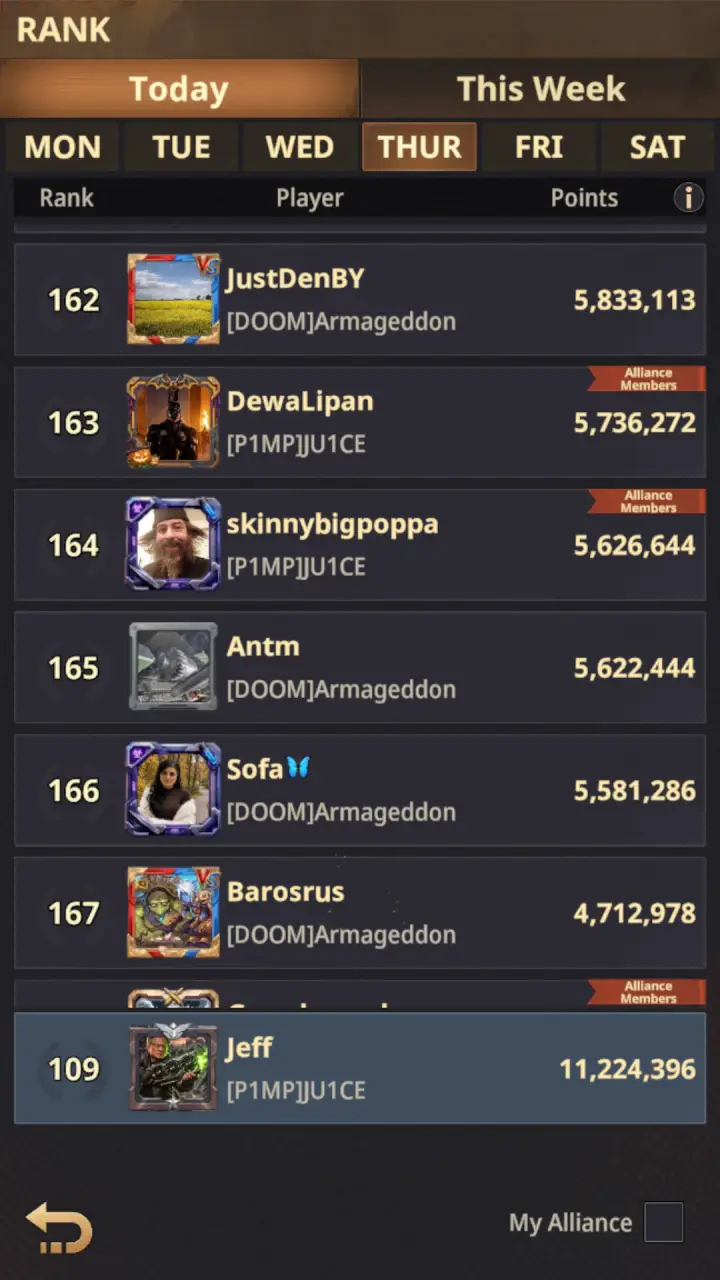 RANK
Today
This Week
MON
TUE
WED
THUR
FRI
SAT
Rank
Player
Points
i
162
VS
JustDenBY
[DOOM]Armageddon
5,833,113
Alliance
Members
163
DewaLipan
[P1MP]JU1CE
5,736,272
Alliance
Members
164
skinnybigpoppa
[P1MP]JU1CE
5,626,644
165
Antm
[DOOM]Armageddon
5,622,444
166
Sofa🦋
[DOOM]Armageddon
5,581,286
167
VS
Barosrus
[DOOM]Armageddon
4,712,978
Alliance
Members
109
Jeff
[P1MP]JU1CE
11,224,396
My Alliance